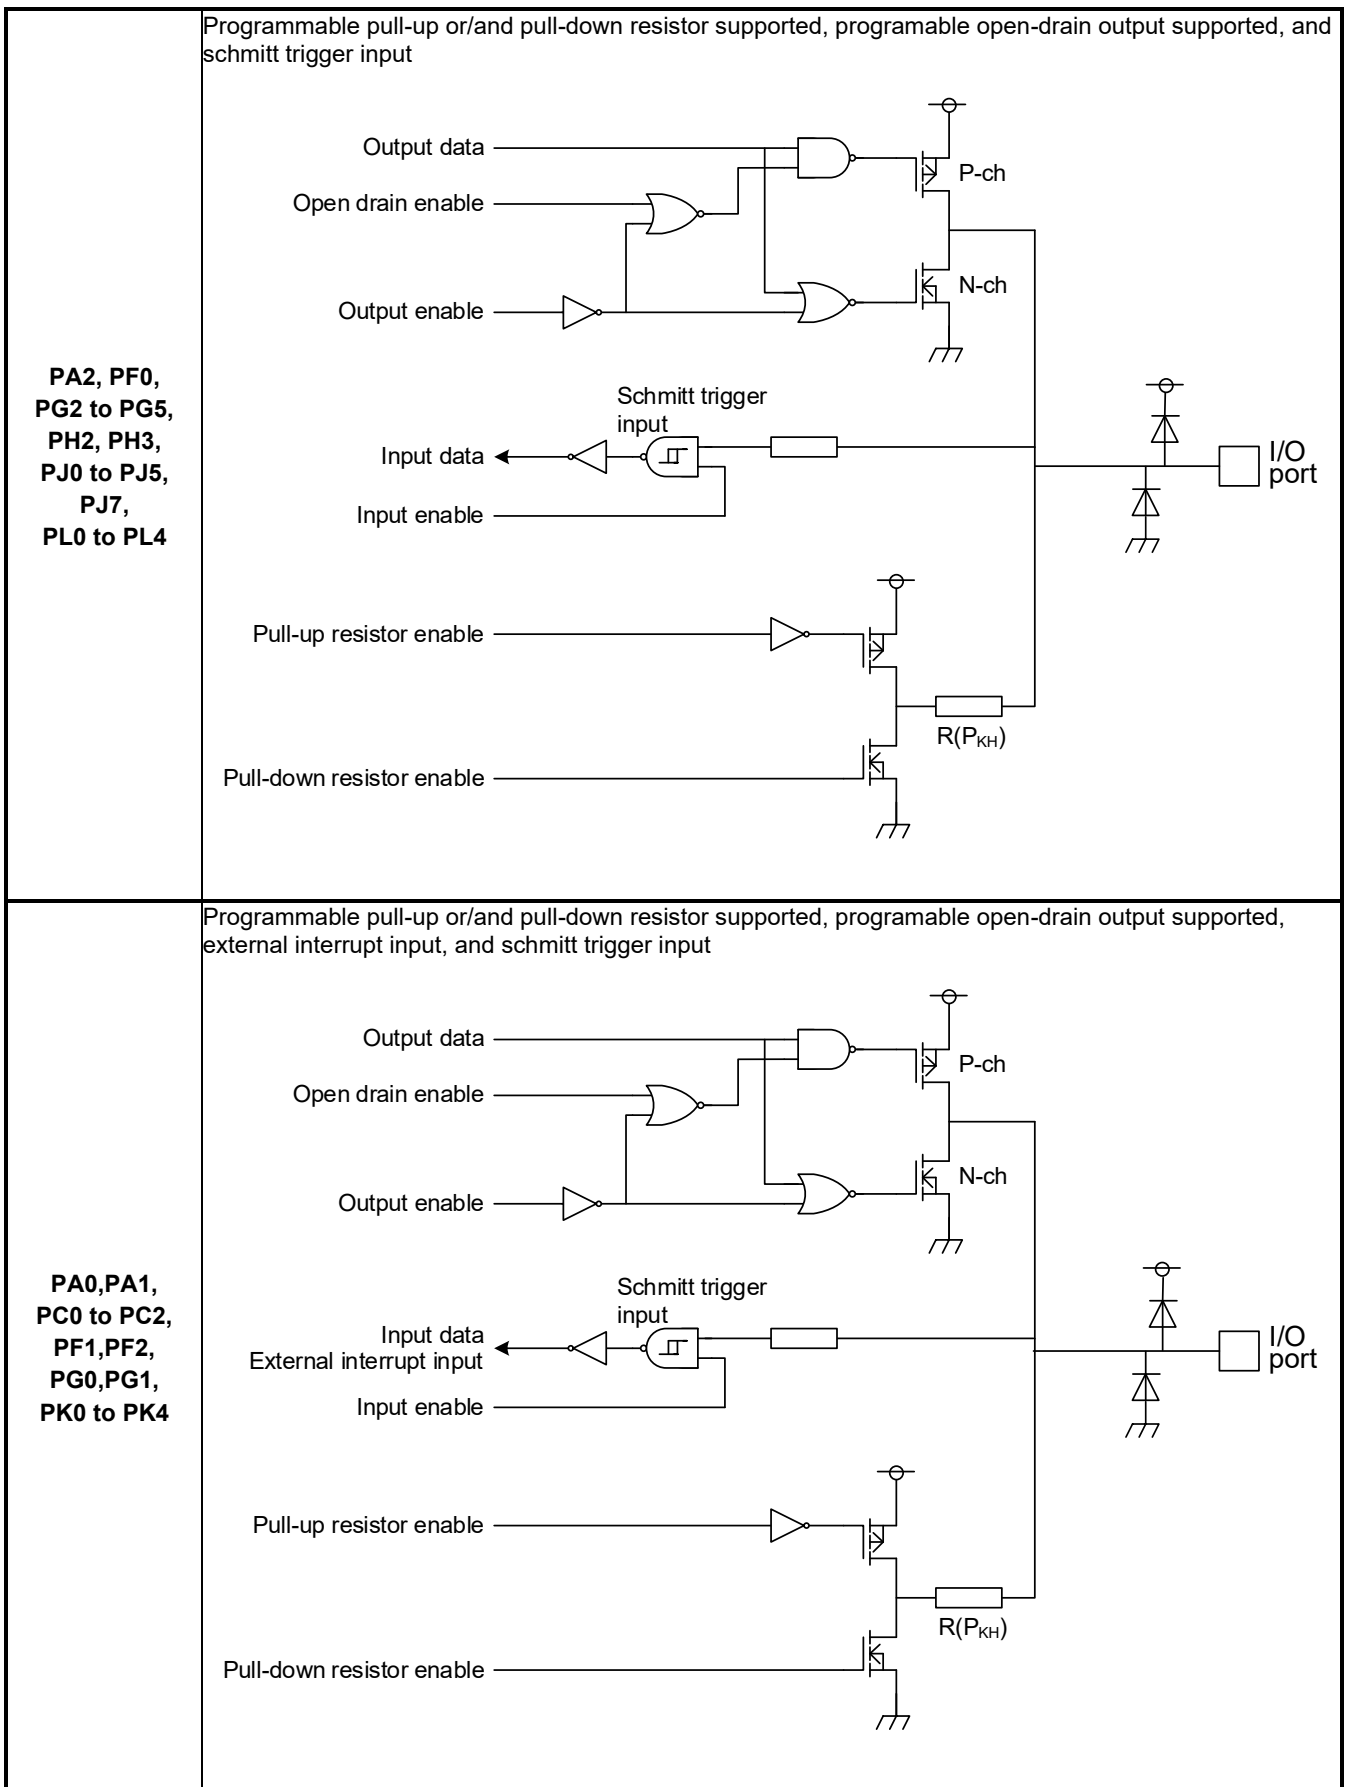 Programmable pull-up or/and pull-down resistor supported, programable open-drain output supported, and
schmitt trigger input
Output data
P-ch
Open drain enable
N-ch
Output enable
PA2, PF0,
PG2 to PG5,
PH2, PH3,
PJ0 to PJ5,
PJ7,
PL0 to PL4
Schmitt trigger
input
Input data
I/O
port
Input enable
Pull-up resistor enable
R(PKH)
Pull-down resistor enable
Programmable pull-up or/and pull-down resistor supported, programable open-drain output supported,
external interrupt input, and schmitt trigger input
Output data
P-ch
Open drain enable
N-ch
Output enable
PA0,PA1,
PC0 to PC2,
PF1,PF2,
PG0,PG1,
PK0 to PK4
Schmitt trigger
input
Input data
External interrupt input
I/O
port
Input enable
Pull-up resistor enable
R(PKH)
Pull-down resistor enable